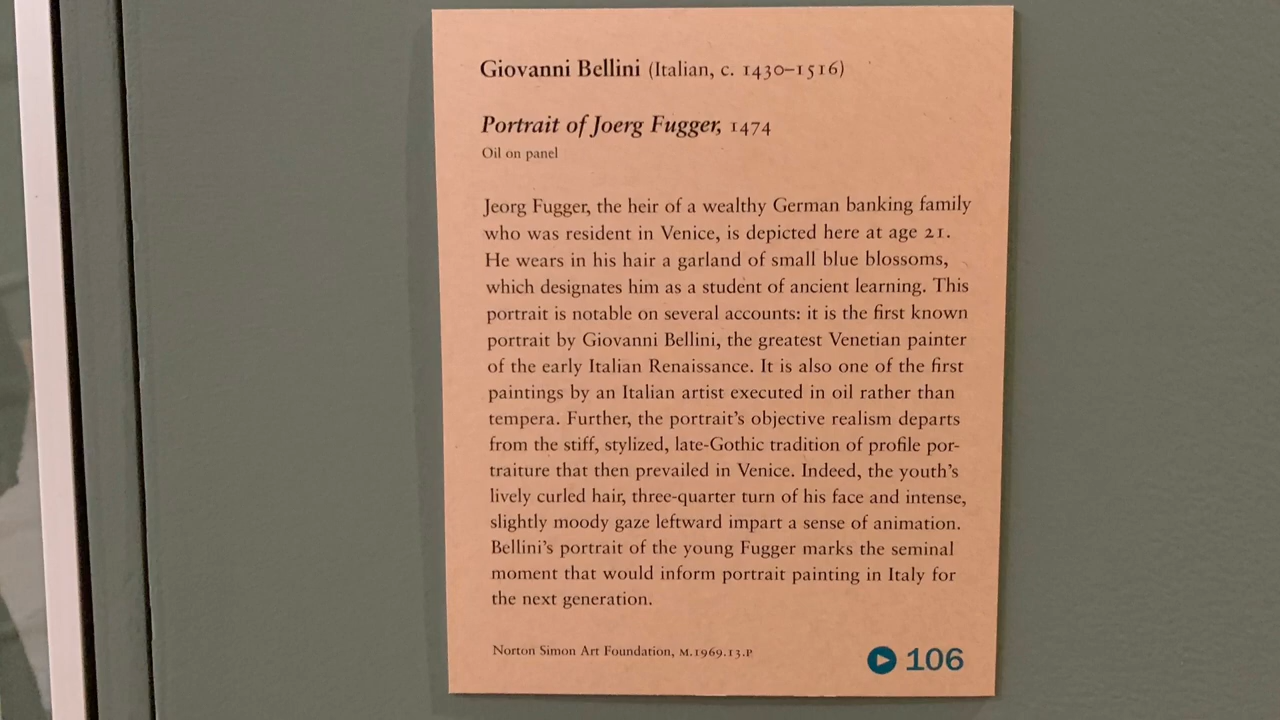 Giovanni Bellini (Italian, c. 1430–1516)
Portrait of Joerg Fugger, 1474
Oil on panel
Jeorg Fugger, the heir of a wealthy German banking family
who was resident in Venice, is depicted here at age 21.
He wears in his hair a garland of small blue blossoms,
which designates him as a student of ancient learning. This
portrait is notable on several accounts: it is the first known
portrait by Giovanni Bellini, the greatest Venetian painter
of the early Italian Renaissance. It is also one of the first
paintings by an Italian artist executed in oil rather than
tempera. Further, the portrait’s objective realism departs
from the stiff, stylized, late-Gothic tradition of profile por-
traiture that then prevailed in Venice. Indeed, the youth’s
lively curled hair, three-quarter turn of his face and intense,
slightly moody gaze leftward impart a sense of animation.
Bellini’s portrait of the young Fugger marks the seminal
moment that would inform portrait painting in Italy for
the next generation.
Norton Simon Art Foundation, M.1969.13.P
106